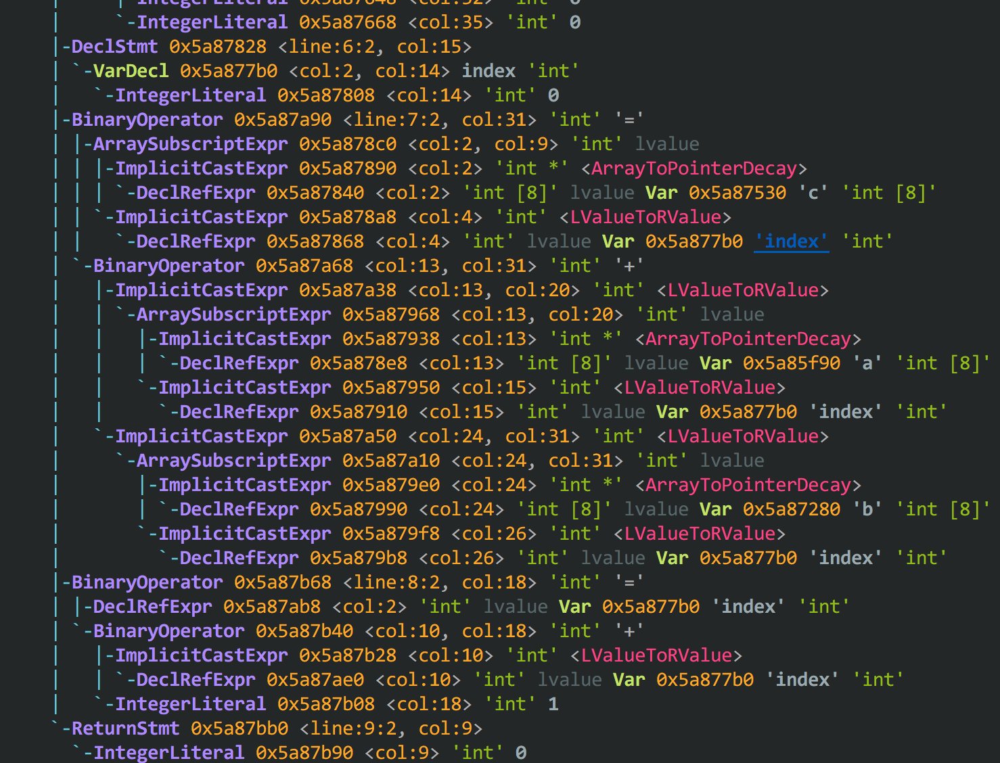 |   | -IntegerLiteral 0x5a87648 <col:32> 'int' 0
|     `-IntegerLiteral 0x5a87668 <col:35> 'int' 0
|-DeclStmt 0x5a87828 <line:6:2, col:15>
| `-VarDecl 0x5a877b0 <col:2, col:14> index 'int'
|   `-IntegerLiteral 0x5a87808 <col:14> 'int' 0
|-BinaryOperator 0x5a87a90 <line:7:2, col:31> 'int' '='
| |-ArraySubscriptExpr 0x5a878c0 <col:2, col:9> 'int' lvalue
| | |-ImplicitCastExpr 0x5a87890 <col:2> 'int *' <ArrayToPointerDecay>
| | | `-DeclRefExpr 0x5a87840 <col:2> 'int [8]' lvalue Var 0x5a87530 'c' 'int [8]'
| | `-ImplicitCastExpr 0x5a878a8 <col:4> 'int' <LValueToRValue>
| |   `-DeclRefExpr 0x5a87868 <col:4> 'int' lvalue Var 0x5a877b0 'index' 'int'
| `-BinaryOperator 0x5a87a68 <col:13, col:31> 'int' '+'
|   |-ImplicitCastExpr 0x5a87a38 <col:13, col:20> 'int' <LValueToRValue>
|   | `-ArraySubscriptExpr 0x5a87968 <col:13, col:20> 'int' lvalue
|   |   |-ImplicitCastExpr 0x5a87938 <col:13> 'int *' <ArrayToPointerDecay>
|   |   | `-DeclRefExpr 0x5a878e8 <col:13> 'int [8]' lvalue Var 0x5a85f90 'a' 'int [8]'
|   |   `-ImplicitCastExpr 0x5a87950 <col:15> 'int' <LValueToRValue>
|   |     `-DeclRefExpr 0x5a87910 <col:15> 'int' lvalue Var 0x5a877b0 'index' 'int'
|   `-ImplicitCastExpr 0x5a87a50 <col:24, col:31> 'int' <LValueToRValue>
|     `-ArraySubscriptExpr 0x5a87a10 <col:24, col:31> 'int' lvalue
|       |-ImplicitCastExpr 0x5a879e0 <col:24> 'int *' <ArrayToPointerDecay>
|       | `-DeclRefExpr 0x5a87990 <col:24> 'int [8]' lvalue Var 0x5a87280 'b' 'int [8]'
|       `-ImplicitCastExpr 0x5a879f8 <col:26> 'int' <LValueToRValue>
|         `-DeclRefExpr 0x5a879b8 <col:26> 'int' lvalue Var 0x5a877b0 'index' 'int'
|-BinaryOperator 0x5a87b68 <line:8:2, col:18> 'int' '='
| |-DeclRefExpr 0x5a87ab8 <col:2> 'int' lvalue Var 0x5a877b0 'index' 'int'
| `-BinaryOperator 0x5a87b40 <col:10, col:18> 'int' '+'
|   |-ImplicitCastExpr 0x5a87b28 <col:10> 'int' <LValueToRValue>
|   | `-DeclRefExpr 0x5a87ae0 <col:10> 'int' lvalue Var 0x5a877b0 'index' 'int'
|   `-IntegerLiteral 0x5a87b08 <col:18> 'int' 1
`-ReturnStmt 0x5a87bb0 <line:9:2, col:9>
  `-IntegerLiteral 0x5a87b90 <col:9> 'int' 0